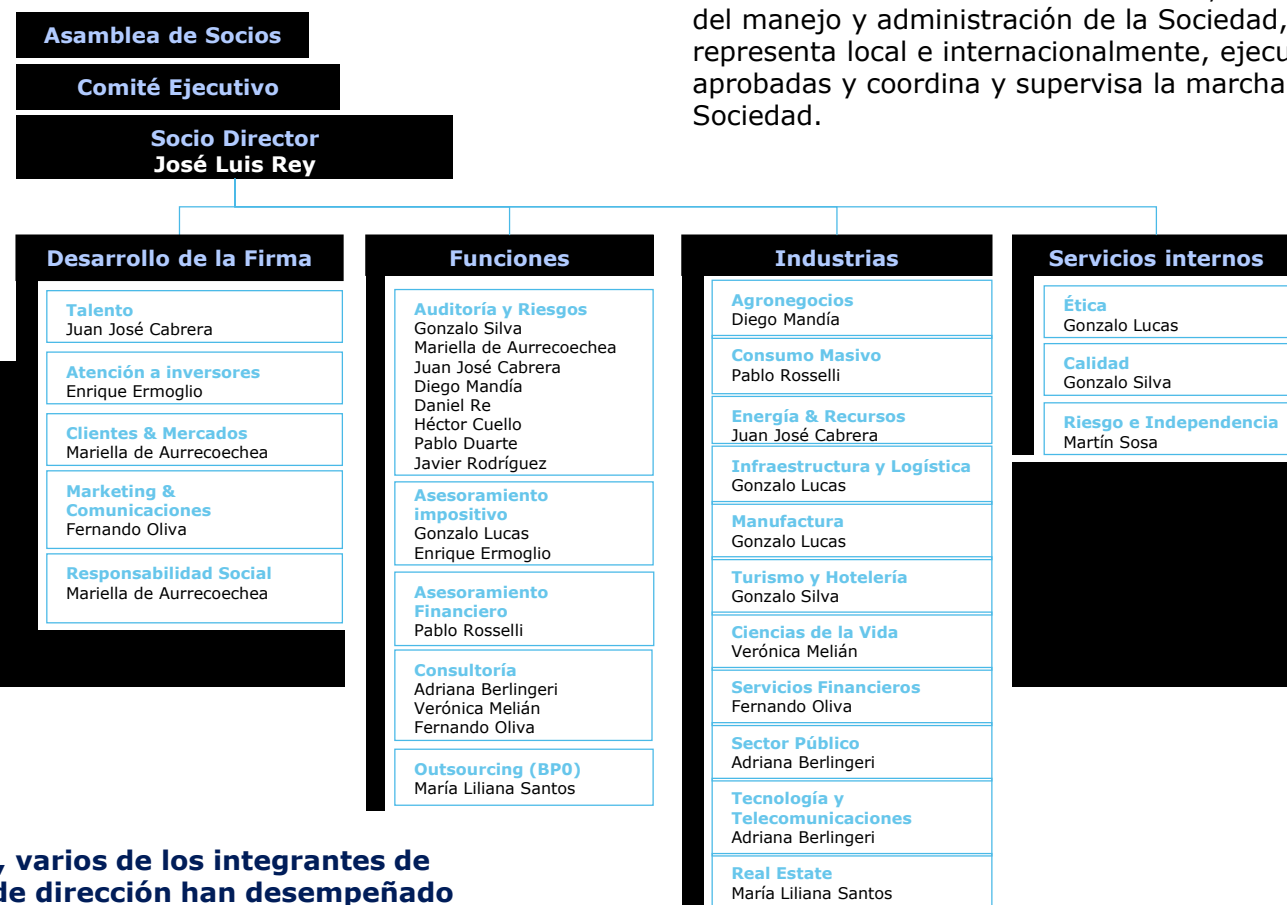 del manejo y administración de la Sociedad,
representa local e internacionalmente,
aprobadas y coordina y supervisa la marcha
Sociedad.
Asamblea de Socios
Comité Ejecutivo
Socio Director
José Luis Rey
Desarrollo de la Firma
Talento
Juan José Cabrera
Atención a inversores
Enrique Ermoglio
Clientes & Mercados
Mariella de Aurrecoechea
Marketing &
Comunicaciones
Fernando Oliva
Responsabilidad Social
Mariella de Aurrecoechea
Funciones
Auditoría y Riesgos
Gonzalo Silva
Mariella de Aurrecoechea
Juan José Cabrera
Diego Mandía
Daniel Re
Héctor Cuello
Pablo Duarte
Javier Rodríguez
Asesoramiento
impositivo
Gonzalo Lucas
Enrique Ermoglio
Asesoramiento
Financiero
Pablo Rosselli
Consultoría
Adriana Berlingeri
Verónica Melián
Fernando Oliva
Outsourcing (BP0)
María Liliana Santos
Industrias
Agronegocios
Diego Mandía
Consumo Masivo
Pablo Rosselli
Energía & Recursos
Juan José Cabrera
Infraestructura y Logística
Gonzalo Lucas
Manufactura
Gonzalo Lucas
Turismo y Hotelería
Gonzalo Silva
Ciencias de la Vida
Verónica Melián
Servicios Financieros
Fernando Oliva
Sector Público
Adriana Berlingeri
Tecnología y
Telecomunicaciones
Adriana Berlingeri
Real Estate
María Liliana Santos
Servicios internos
Ética
Gonzalo Lucas
Calidad
Gonzalo Silva
Riesgo e Independencia
Martín Sosa
, varios de los integrantes de
de dirección han desempeñado